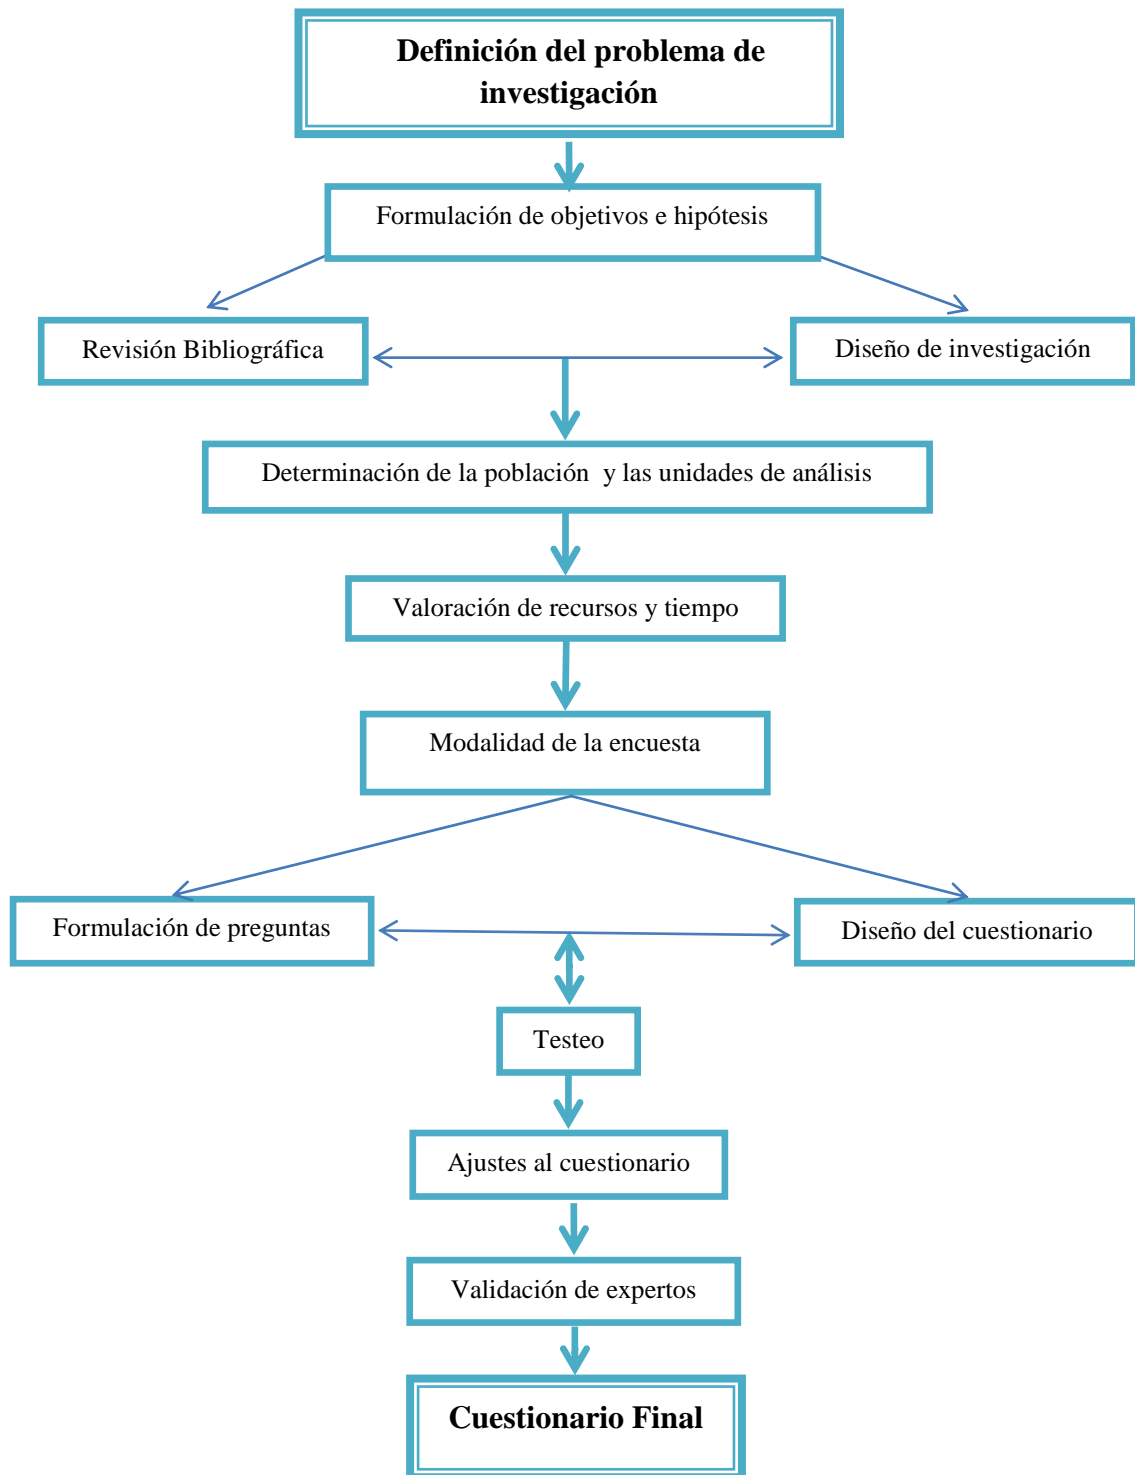 Definición del problema de
investigación
Formulación de objetivos e hipótesis
Revisión Bibliográfica
Diseño de investigación
Determinación de la población  y las unidades de análisis
Valoración de recursos y tiempo
Modalidad de la encuesta
Formulación de preguntas
Diseño del cuestionario
Testeo
Ajustes al cuestionario
Validación de expertos
Cuestionario Final